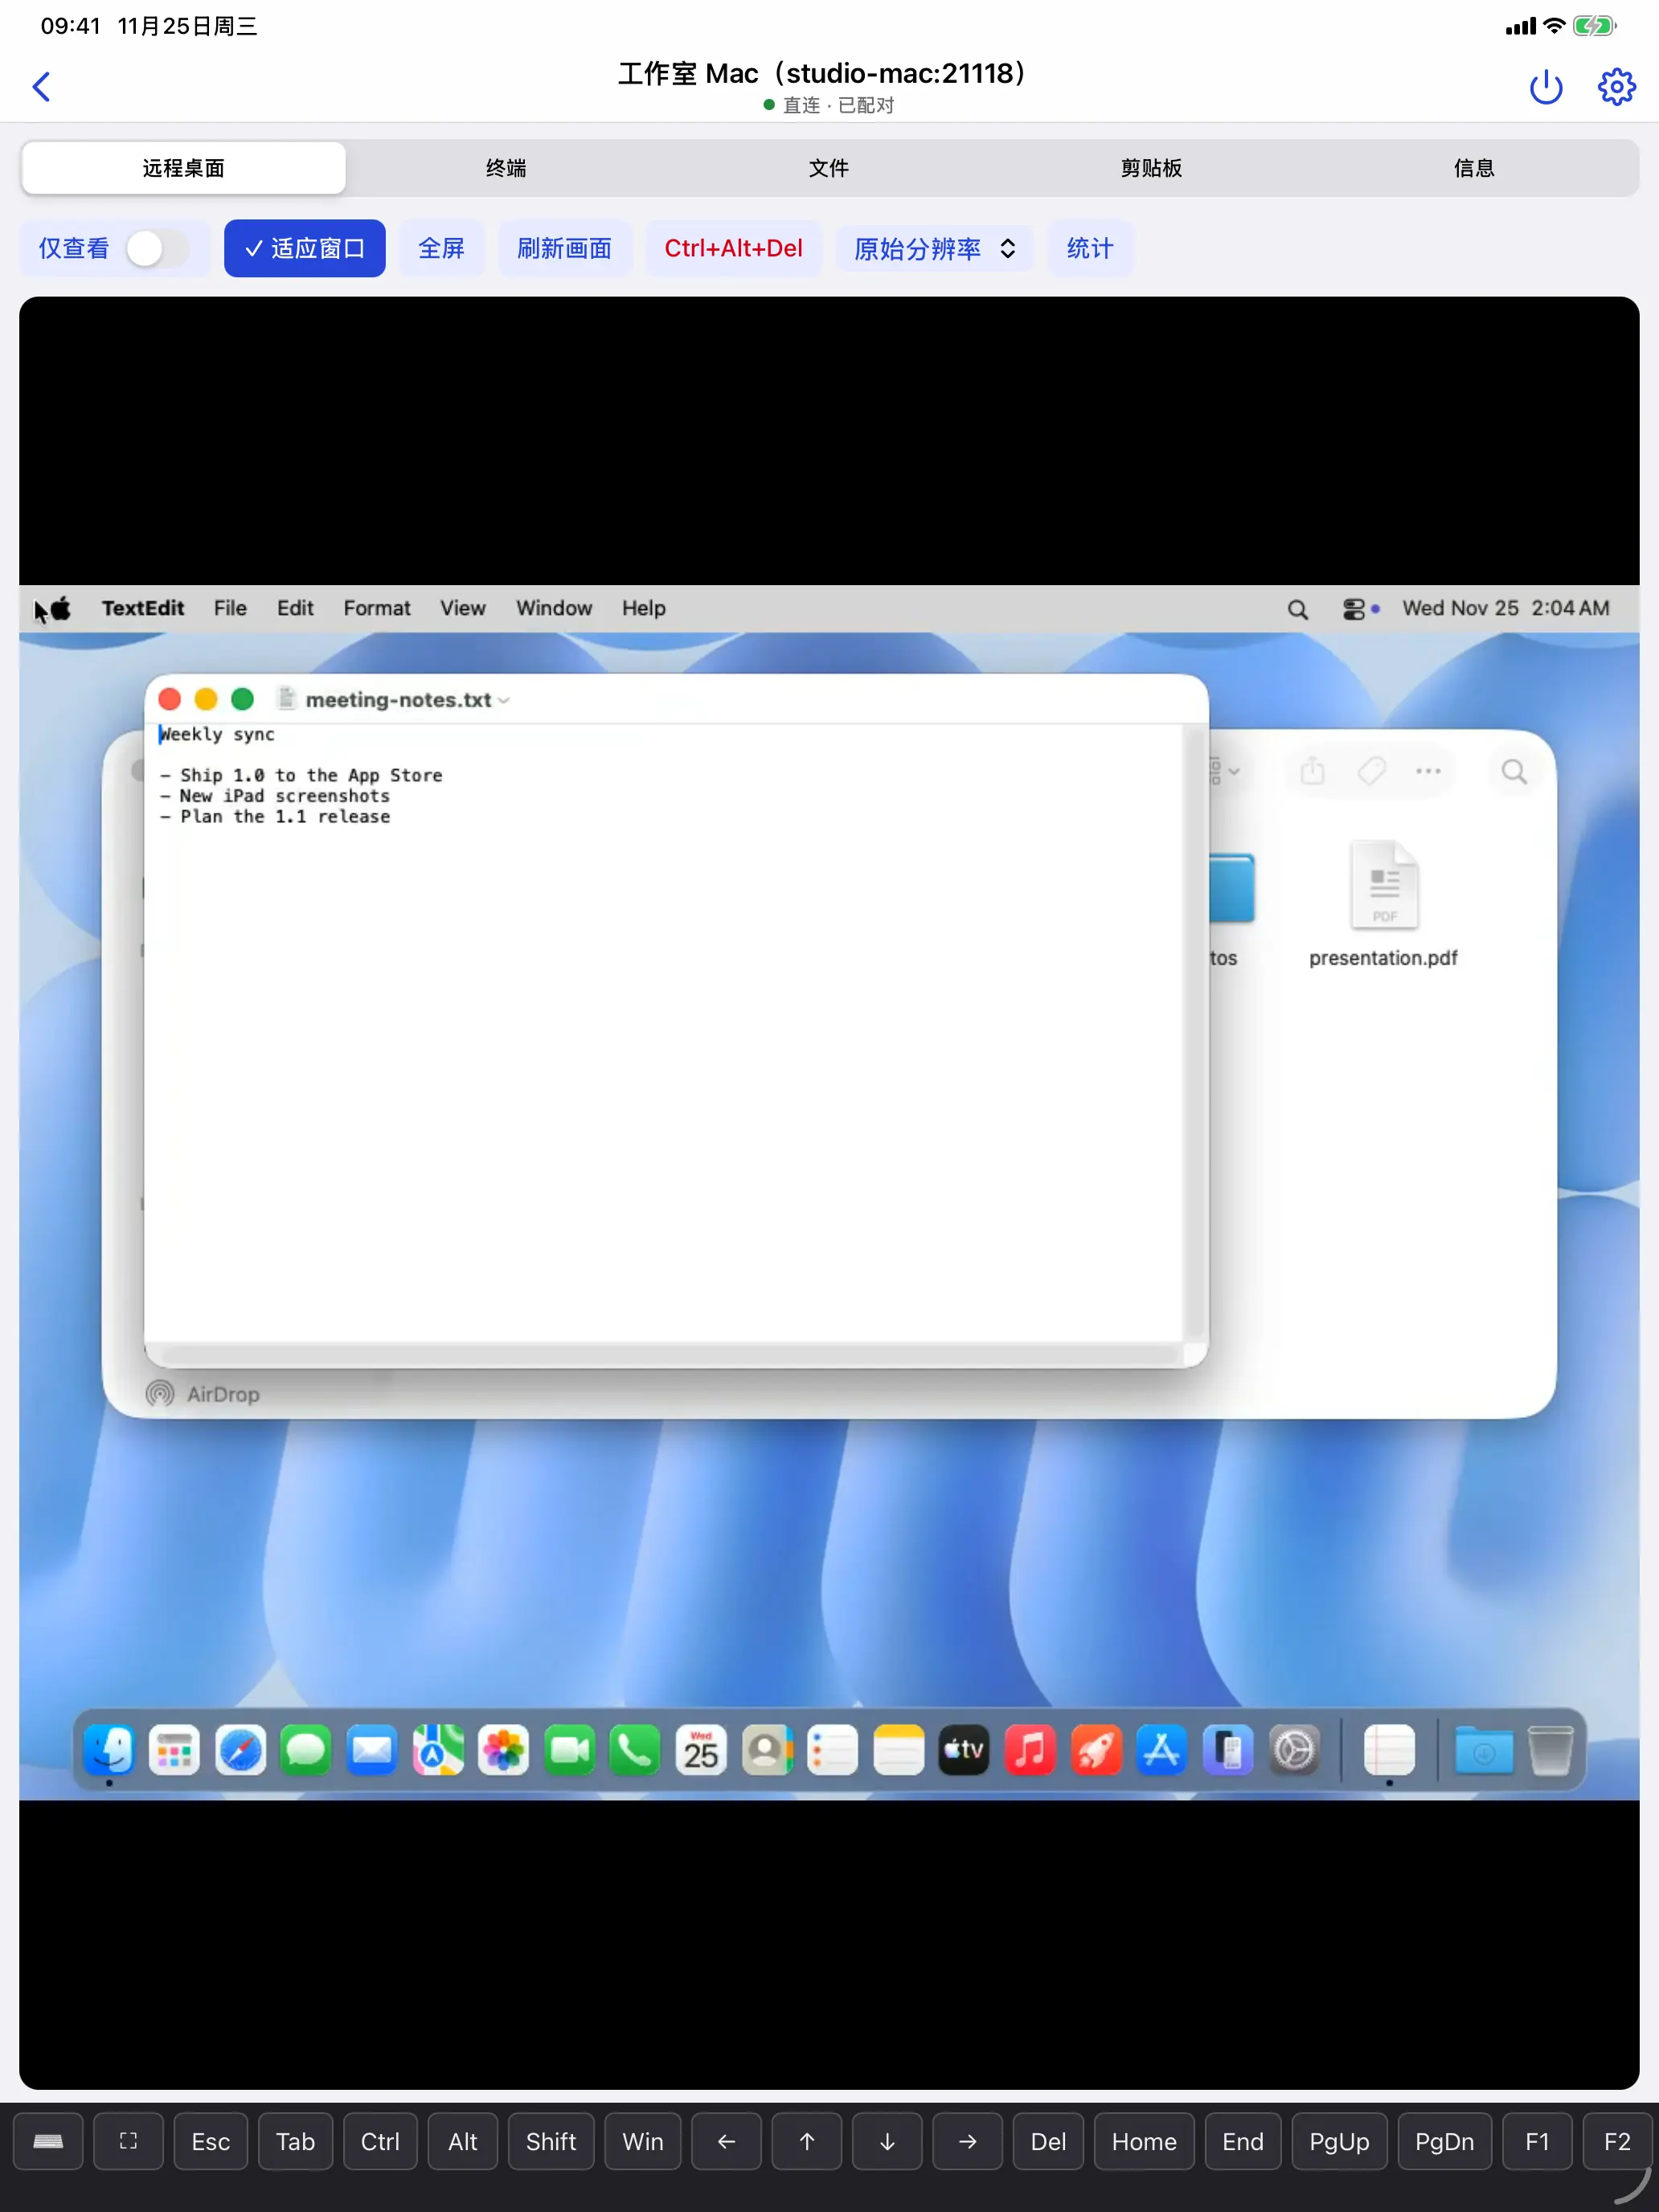 09:41 11月25日周三
工作室 Mac（studio-mac:21118）
直连 · 已配对
远程桌面 终端 文件 剪贴板 信息
仅查看 ✓ 适应窗口 全屏 刷新画面 Ctrl+Alt+Del 原始分辨率 统计
TextEdit File Edit Format View Window Help Wed Nov 25 2:04 AM
meeting-notes.txt
Weekly sync
- Ship 1.0 to the App Store
- New iPad screenshots
- Plan the 1.1 release
PDF
tos presentation.pdf
AirDrop
Wed
25
tv
Esc Tab Ctrl Alt Shift Win ← ↑ ↓ → Del Home End PgUp PgDn F1 F2